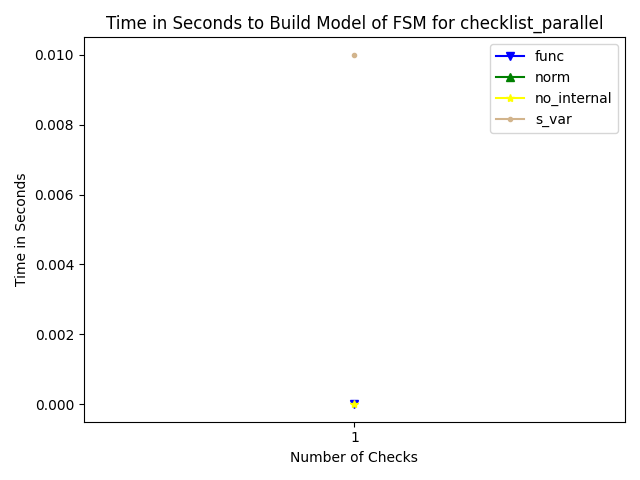 Time in Seconds to Build Model of FSM for checklist_parallel
0.010
0.008
0.006
0.004
0.002
0.000
Time in Seconds
1
Number of Checks
func
norm
no_internal
s_var